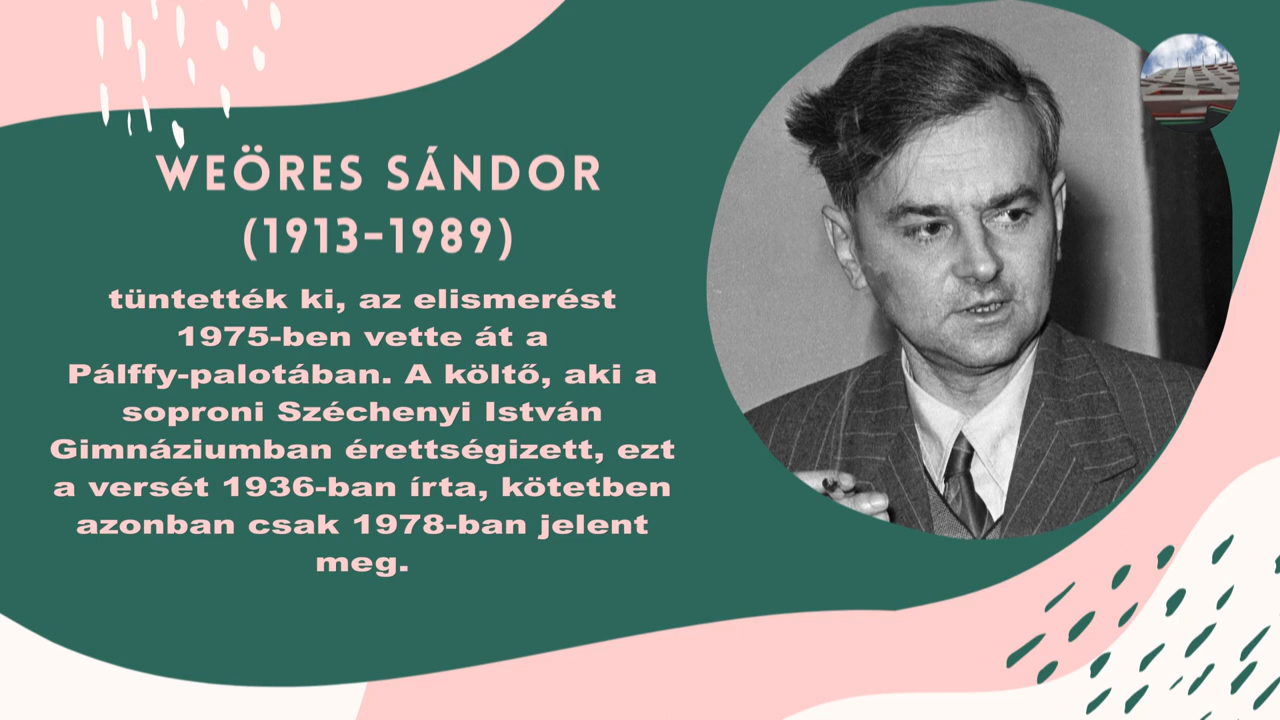 WEÖRES SÁNDOR
(1913-1989)
tüntették ki, az elismerést
1975-ben vette át a
Pálffy-palotában. A költő, aki a
soproni Széchenyi István
Gimnáziumban érettségizett, ezt
a versét 1936-ban írta, kötetben
azonban csak 1978-ban jelent
meg.